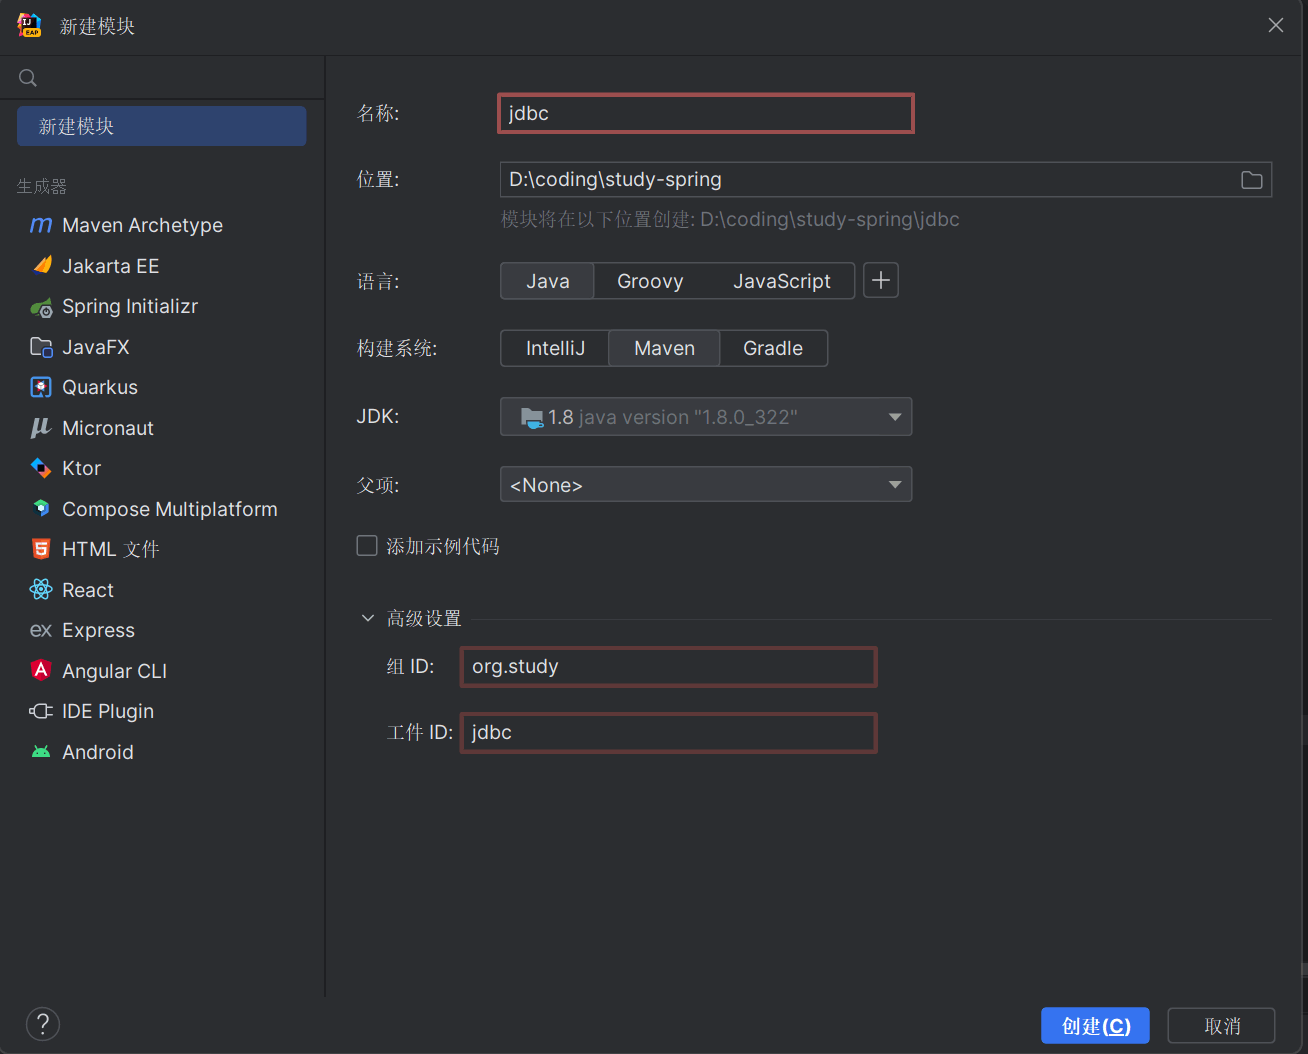 新建模块
新建模块
生成器
Maven Archetype
Jakarta EE
Spring Initializr
JavaFX
Quarkus
Micronaut
Ktor
Compose Multiplatform
HTML 文件
React
Express
Angular CLI
IDE Plugin
Android
名称: jdbc
位置: D:\coding\study-spring
模块将在以下位置创建: D:\coding\study-spring\jdbc
语言: Java Groovy JavaScript
构建系统: IntelliJ Maven Gradle
JDK: 1.8 java version "1.8.0_322"
父项: <None>
添加示例代码
高级设置
组 ID: org.study
工件 ID: jdbc
? 创建(C) 取消